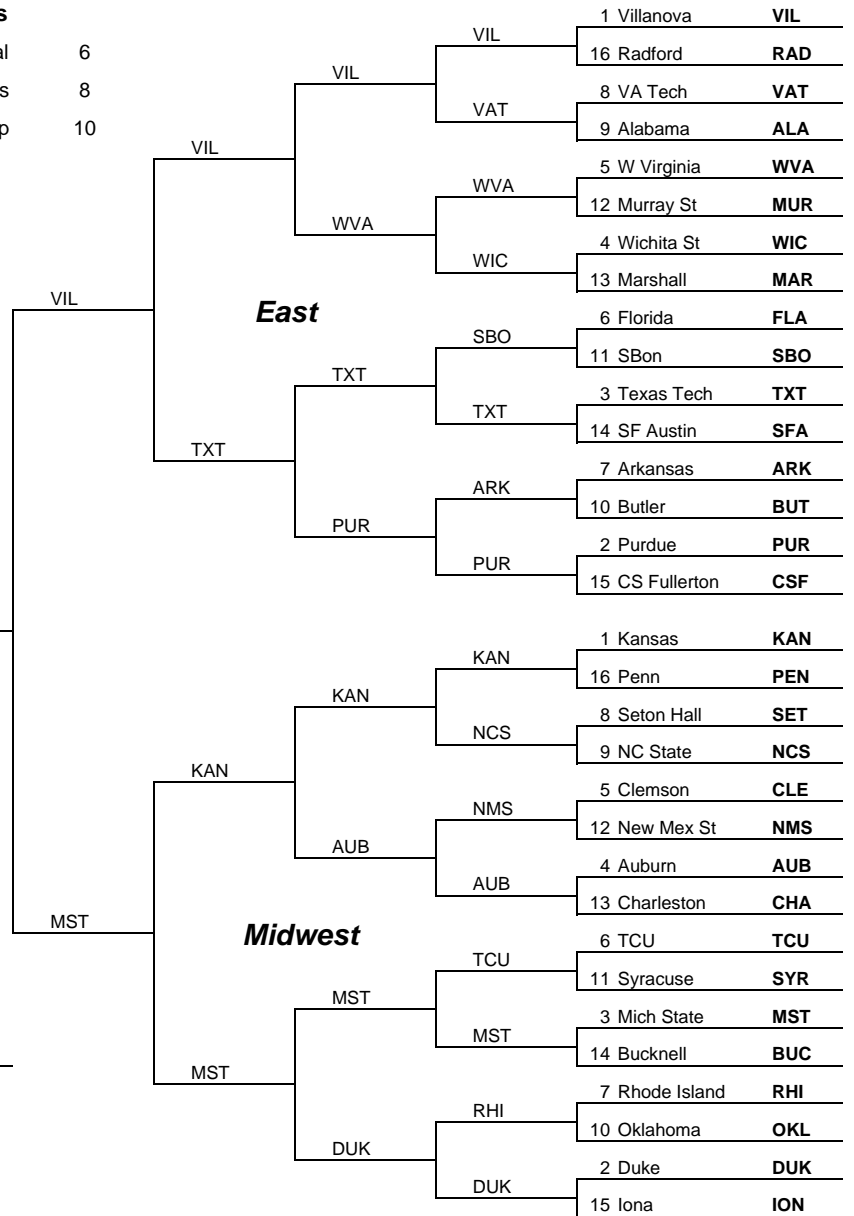 s
al 6
s 8
p 10
1 Villanova VIL
VIL
16 Radford RAD
VIL
8 VA Tech VAT
VAT
9 Alabama ALA
VIL
5 W Virginia WVA
WVA
12 Murray St MUR
WVA
4 Wichita St WIC
WIC
13 Marshall MAR
VIL
East
6 Florida FLA
SBO
11 SBon SBO
TXT
3 Texas Tech TXT
TXT
14 SF Austin SFA
TXT
7 Arkansas ARK
ARK
10 Butler BUT
PUR
2 Purdue PUR
PUR
15 CS Fullerton CSF
1 Kansas KAN
KAN
16 Penn PEN
KAN
8 Seton Hall SET
NCS
9 NC State NCS
KAN
5 Clemson CLE
NMS
12 New Mex St NMS
AUB
4 Auburn AUB
AUB
13 Charleston CHA
MST
Midwest
6 TCU TCU
TCU
11 Syracuse SYR
MST
3 Mich State MST
MST
14 Bucknell BUC
MST
7 Rhode Island RHI
RHI
10 Oklahoma OKL
DUK
2 Duke DUK
DUK
15 Iona ION